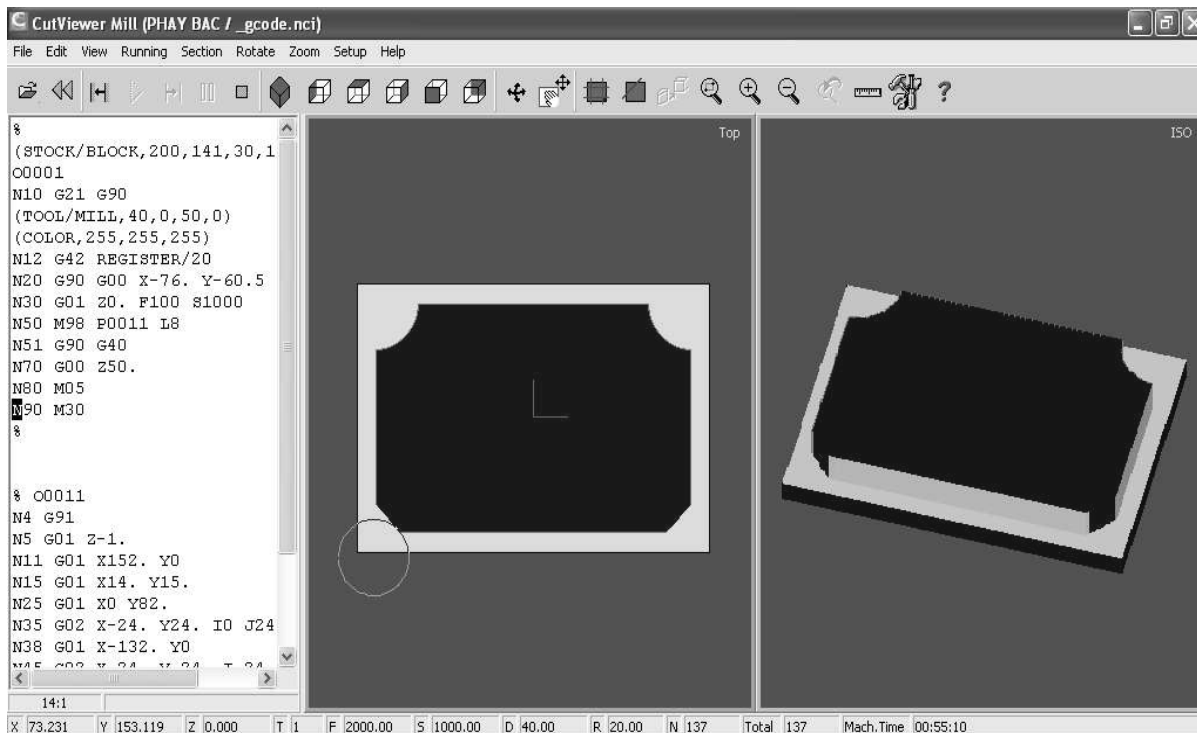 CutViewer Mill (PHAY BAC / _gcode.nci)
File Edit View Running Section Rotate Zoom Setup Help
%
(STOCK/BLOCK,200,141,30,1
O0001
N10 G21 G90
(TOOL/MILL,40,0,50,0)
(COLOR,255,255,255)
N12 G42 REGISTER/20
N20 G90 G00 X-76. Y-60.5
N30 G01 Z0. F100 S1000
N50 M98 P0011 L8
N51 G90 G40
N70 G00 Z50.
N80 M05
N90 M30
%
% O0011
N4 G91
N5 G01 Z-1.
N11 G01 X152. Y0
N15 G01 X14. Y15.
N25 G01 X0 Y82.
N35 G02 X-24. Y24. I0 J24
N38 G01 X-132. Y0
Top
ISO
14:1
X 73.231 Y 153.119 Z 0.000 T 1 F 2000.00 S 1000.00 D 40.00 R 20.00 N 137 Total 137 Mach.Time 00:55:10